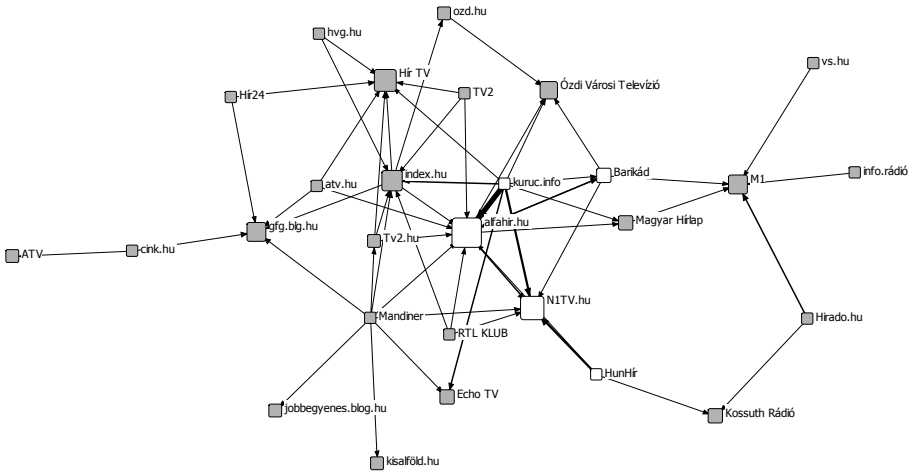 ozd.hu
hvg.hu
vs.hu
Hír TV
Hír24
TV2
Ózdi Városi Televízió
index.hu
kuruc.info
Barikád
M1
info.rádió
atv.hu
gfg.blg.hu
alfahir.hu
Magyar Hírlap
Tv2.hu
ATV
cink.hu
N1TV.hu
Mandiner
RTL KLUB
Hirado.hu
HunHír
Echo TV
jobbegyenes.blog.hu
Kossuth Rádió
kisalföld.hu